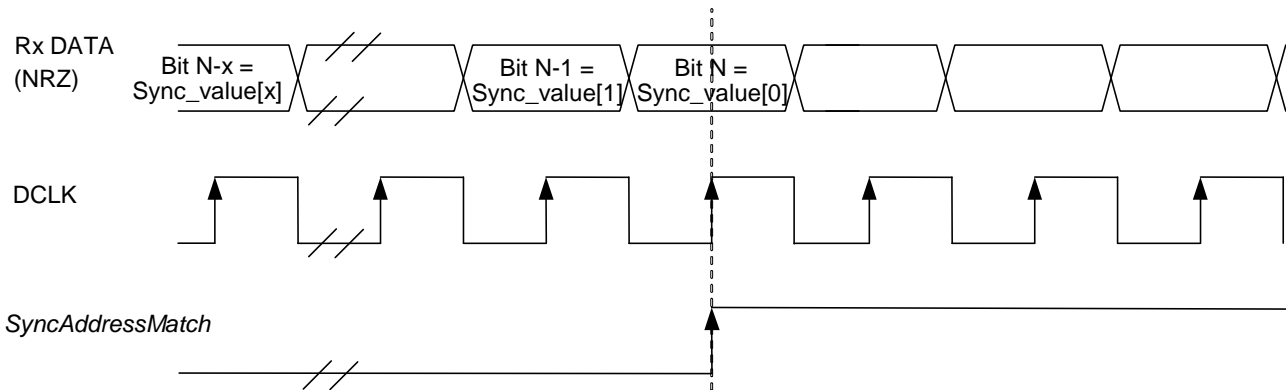 Rx DATA
(NRZ)
Bit N-x =
Sync_value[x]
Bit N-1 =
Sync_value[1]
Bit N =
Sync_value[0]
DCLK
SyncAddressMatch